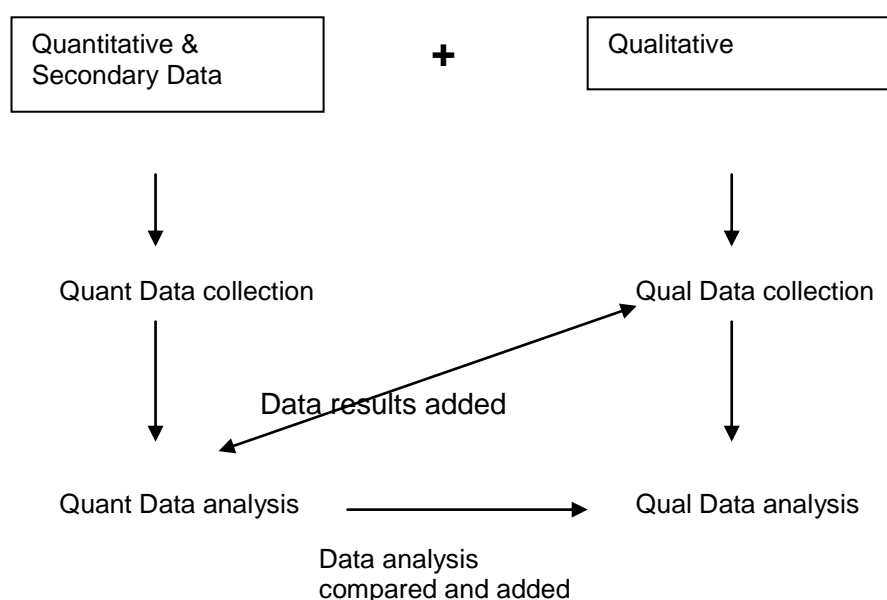 Quantitative &
Secondary Data
+
Qualitative
Quant Data collection
Qual Data collection
Data results added
Quant Data analysis
Qual Data analysis
Data analysis
compared and added